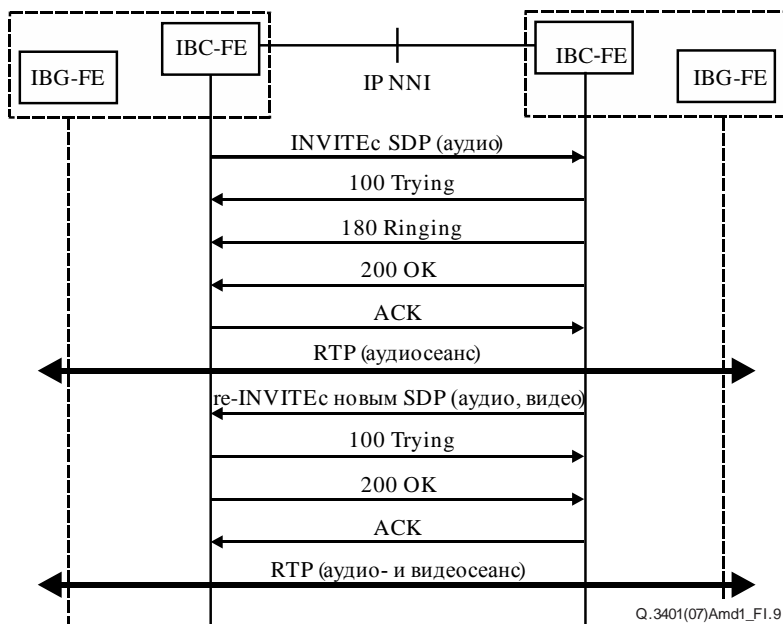 IBG-FE
IBC-FE
IP NNI
IBC-FE
IBG-FE
INVITEс SDP (аудио)
100 Trying
180 Ringing
200 OK
ACK
RTP (аудиосеанс)
re-INVITEс новым SDP (аудио, видео)
100 Trying
200 OK
ACK
RTP (аудио- и видеосеанс)
Q.3401(07)Amd1_FI.9